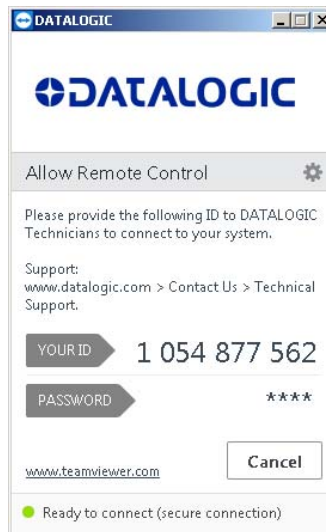 DATALOGIC
DATALOGIC
Allow Remote Control
Please provide the following ID to DATALOGIC
Technicians to connect to your system.
Support:
www.datalogic.com > Contact Us > Technical
Support.
YOUR ID 1 054 877 562
PASSWORD ****
www.teamviewer.com Cancel
Ready to connect (secure connection)